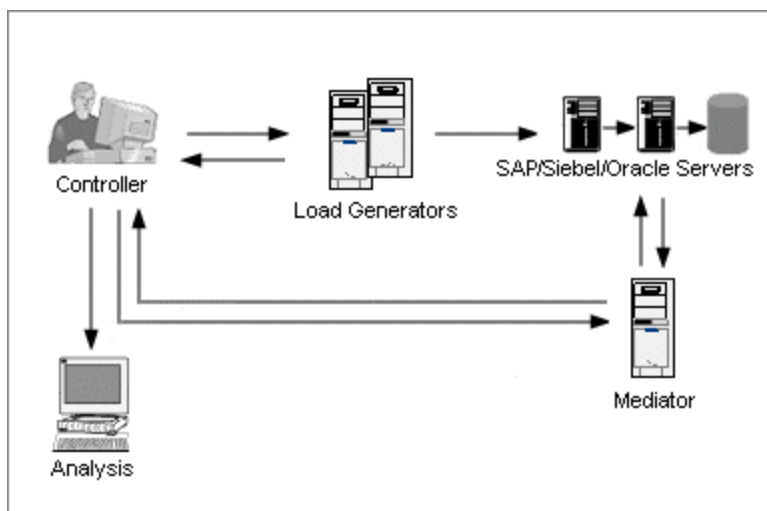 Controller
Load Generators
SAP/Siebel/Oracle Servers
Mediator
Analysis